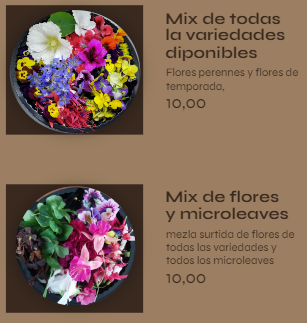 Mix de todas
la variedades
diponibles
Flores perennes y flores de
temporada,
10,00
Mix de flores
y microleaves
mezla surtida de flores de
todas las variedades y
todos los microleaves
10,00